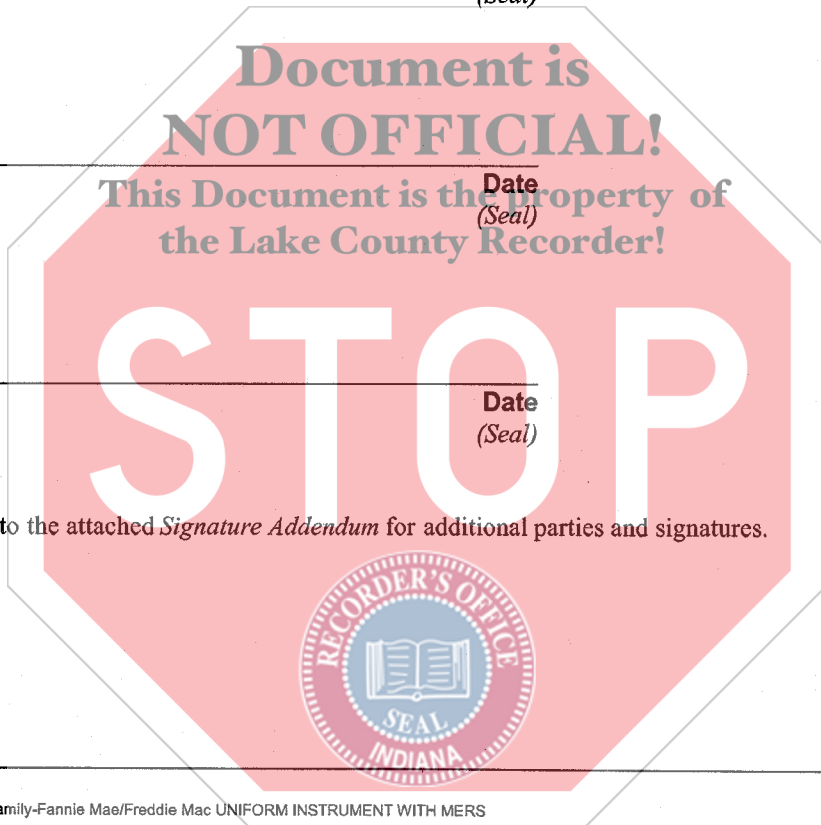 (Seal)
Document is
NOT OFFICIAL!
Date
This Document is the property of
(Seal)
the Lake County Recorder!
STOP
Date
(Seal)
to the attached Signature Addendum for additional parties and signatures.
RECORDER'S OFFICE
SEAL
INDIANA
amily-Fannie Mae/Freddie Mac UNIFORM INSTRUMENT WITH MERS